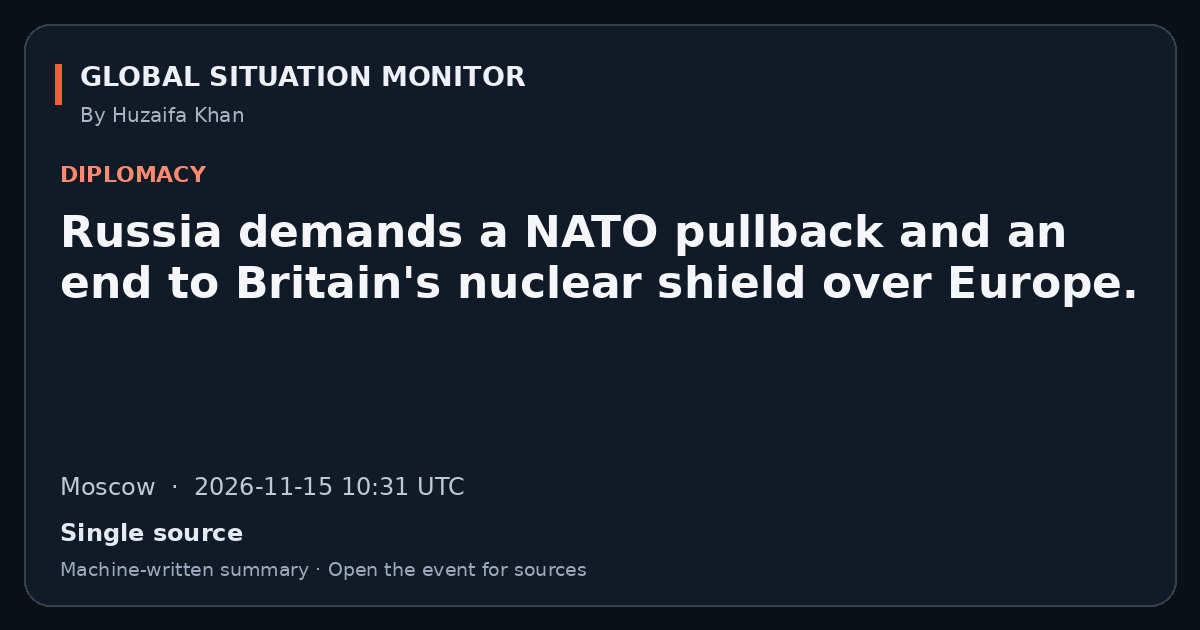 GLOBAL SITUATION MONITOR
By Huzaifa Khan
DIPLOMACY
Russia demands a NATO pullback and an
end to Britain's nuclear shield over Europe.
Moscow · 2026-11-15 10:31 UTC
Single source
Machine-written summary · Open the event for sources